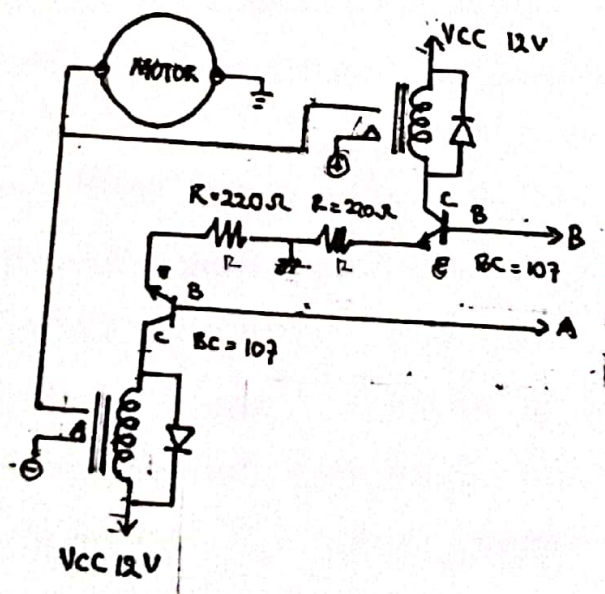 VCC 12V
MOTOR
+
R=220Ω R=220Ω
C B
B
R R
E BC=107
B
A
C BC=107
-
VCC 12V